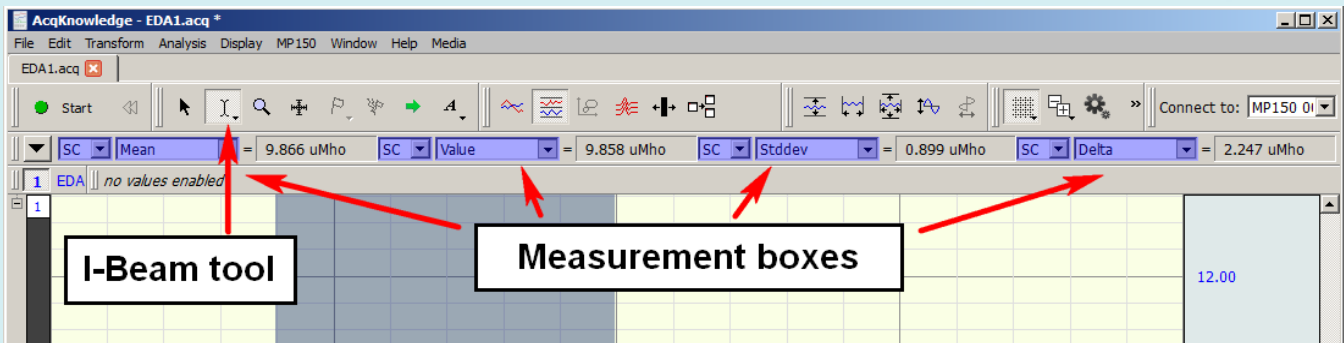 AcqKnowledge - EDA1.acq *
File Edit Transform Analysis Display MP150 Window Help Media
EDA1.acq
Start A » Connect to: MP150 0
SC Mean = 9.866 uMho SC Value = 9.858 uMho SC Stddev = 0.899 uMho SC Delta = 2.247 uMho
1 EDA no values enabled
1
I-Beam tool
Measurement boxes
12.00